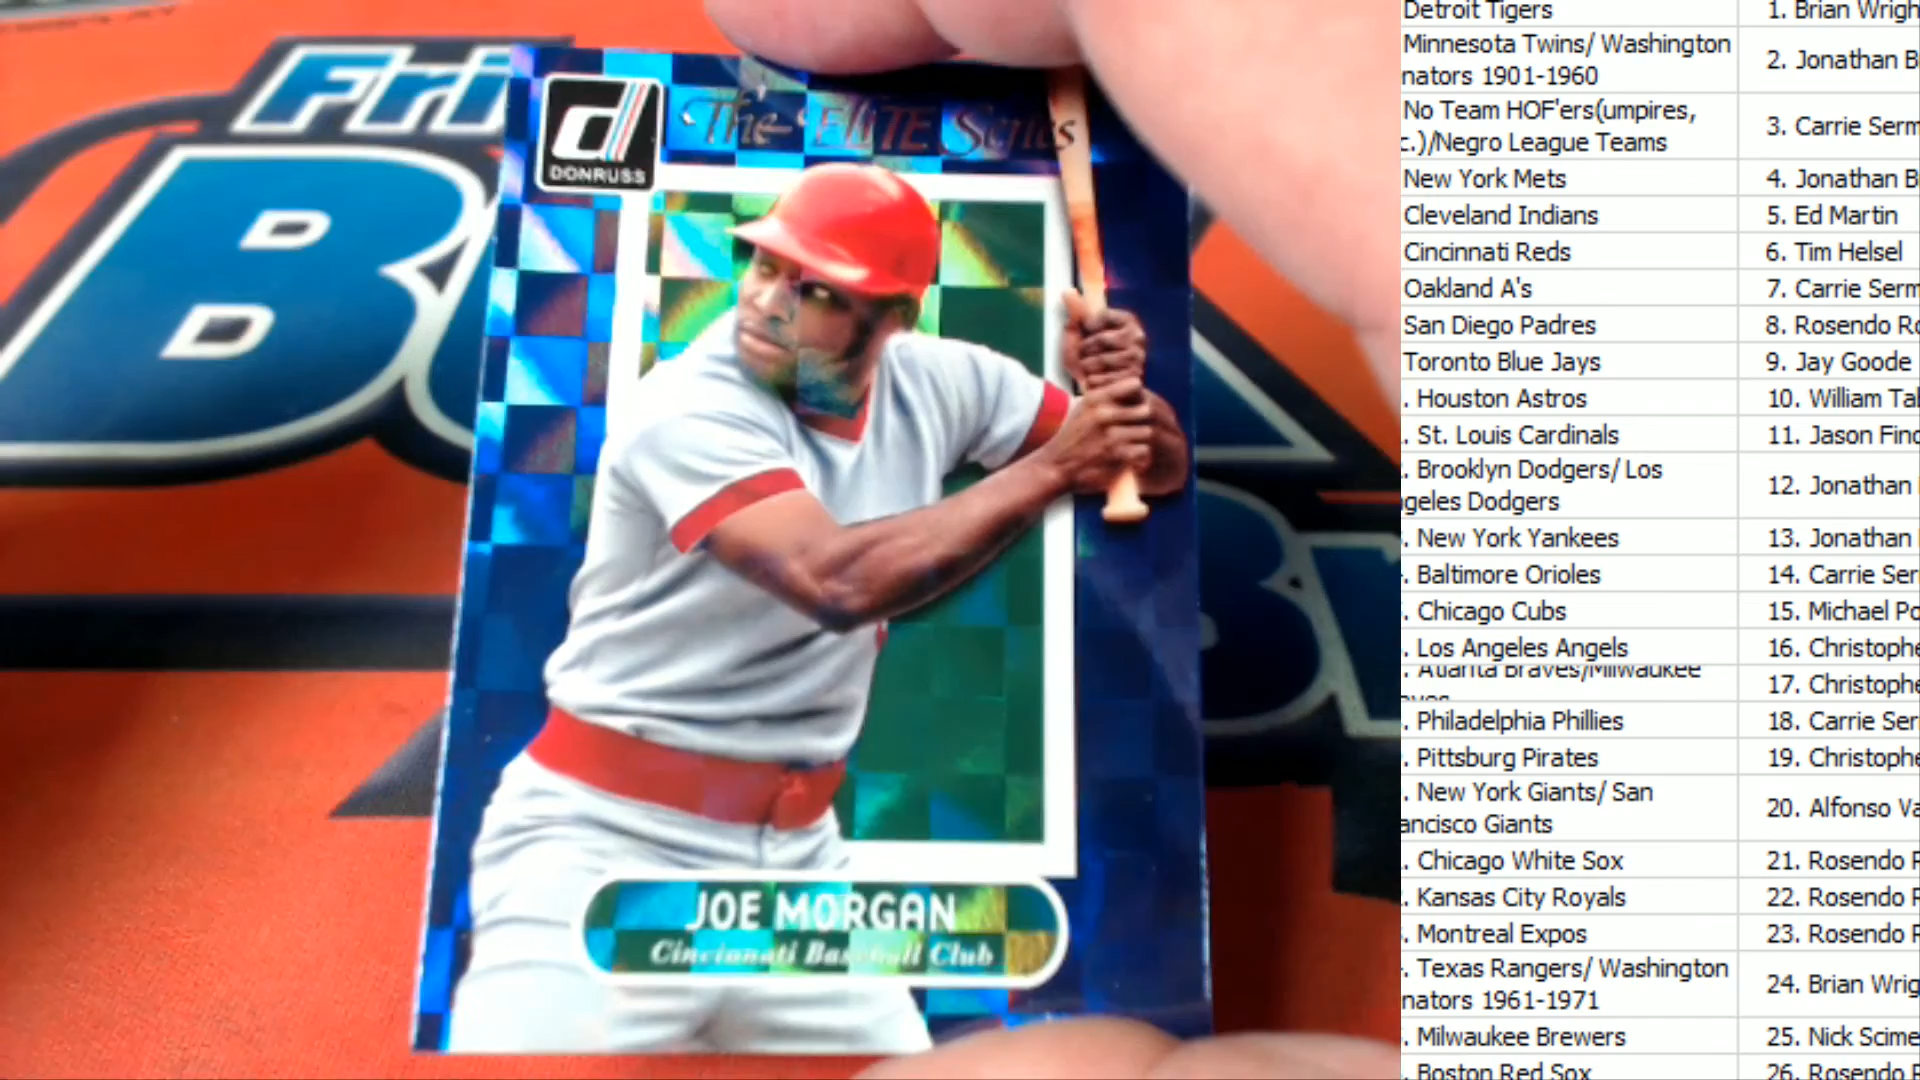 Fri
B
DONRUSS
The ELITE Series
JOE MORGAN
Cincinnati Baseball Club
Detroit Tigers 1. Brian Wrigh
Minnesota Twins/ Washington
nators 1901-1960 2. Jonathan B
No Team HOF'ers(umpires,
c.)/Negro League Teams 3. Carrie Serm
New York Mets 4. Jonathan B
Cleveland Indians 5. Ed Martin
Cincinnati Reds 6. Tim Helsel
Oakland A's 7. Carrie Serm
San Diego Padres 8. Rosendo Ro
Toronto Blue Jays 9. Jay Goode
. Houston Astros 10. William Tal
. St. Louis Cardinals 11. Jason Finc
. Brooklyn Dodgers/ Los
geles Dodgers 12. Jonathan
. New York Yankees 13. Jonathan
. Baltimore Orioles 14. Carrie Ser
. Chicago Cubs 15. Michael Po
. Los Angeles Angels 16. Christophe
. Atlanta Braves/Milwaukee
17. Christophe
. Philadelphia Phillies 18. Carrie Ser
. Pittsburg Pirates 19. Christophe
. New York Giants/ San
ancisco Giants 20. Alfonso Va
. Chicago White Sox 21. Rosendo R
. Kansas City Royals 22. Rosendo R
. Montreal Expos 23. Rosendo R
. Texas Rangers/ Washington
nators 1961-1971 24. Brian Wrig
. Milwaukee Brewers 25. Nick Scime
. Boston Red Sox 26. Rosendo R